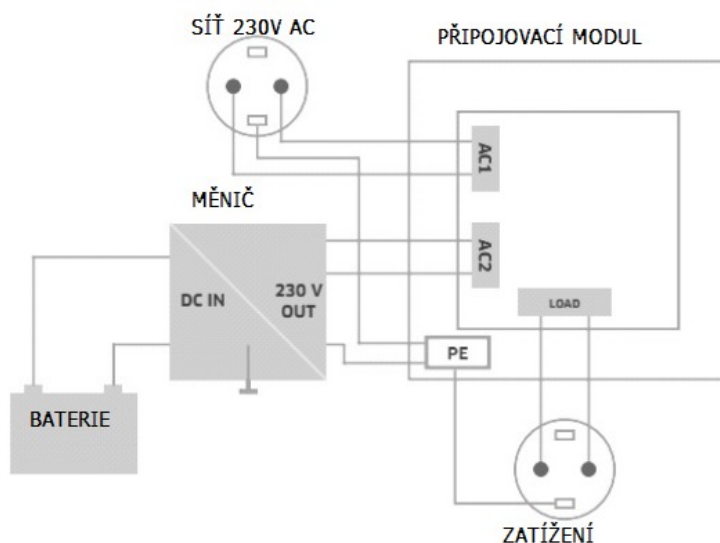 SÍŤ 230V AC
PŘIPOJOVACÍ MODUL
AC1
MĚNIČ
AC2
DC IN
230 V
OUT
LOAD
PE
BATERIE
ZATÍŽENÍ